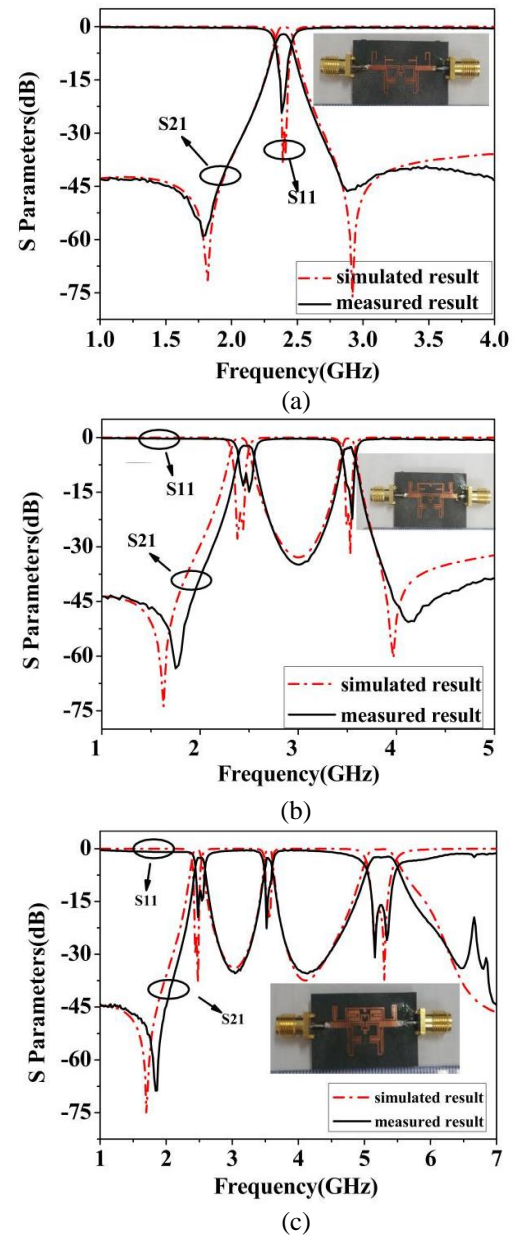 0
-15
-30
-45
-60
-75
S Parameters(dB)
S21
S11
simulated result
measured result
1.0 1.5 2.0 2.5 3.0 3.5 4.0
Frequency(GHz)
(a)
0
-15
-30
-45
-60
-75
S Parameters(dB)
S11
S21
simulated result
measured result
1 2 3 4 5
Frequency(GHz)
(b)
0
-15
-30
-45
-60
-75
S Parameters(dB)
S11
S21
simulated result
measured result
1 2 3 4 5 6 7
Frequency(GHz)
(c)